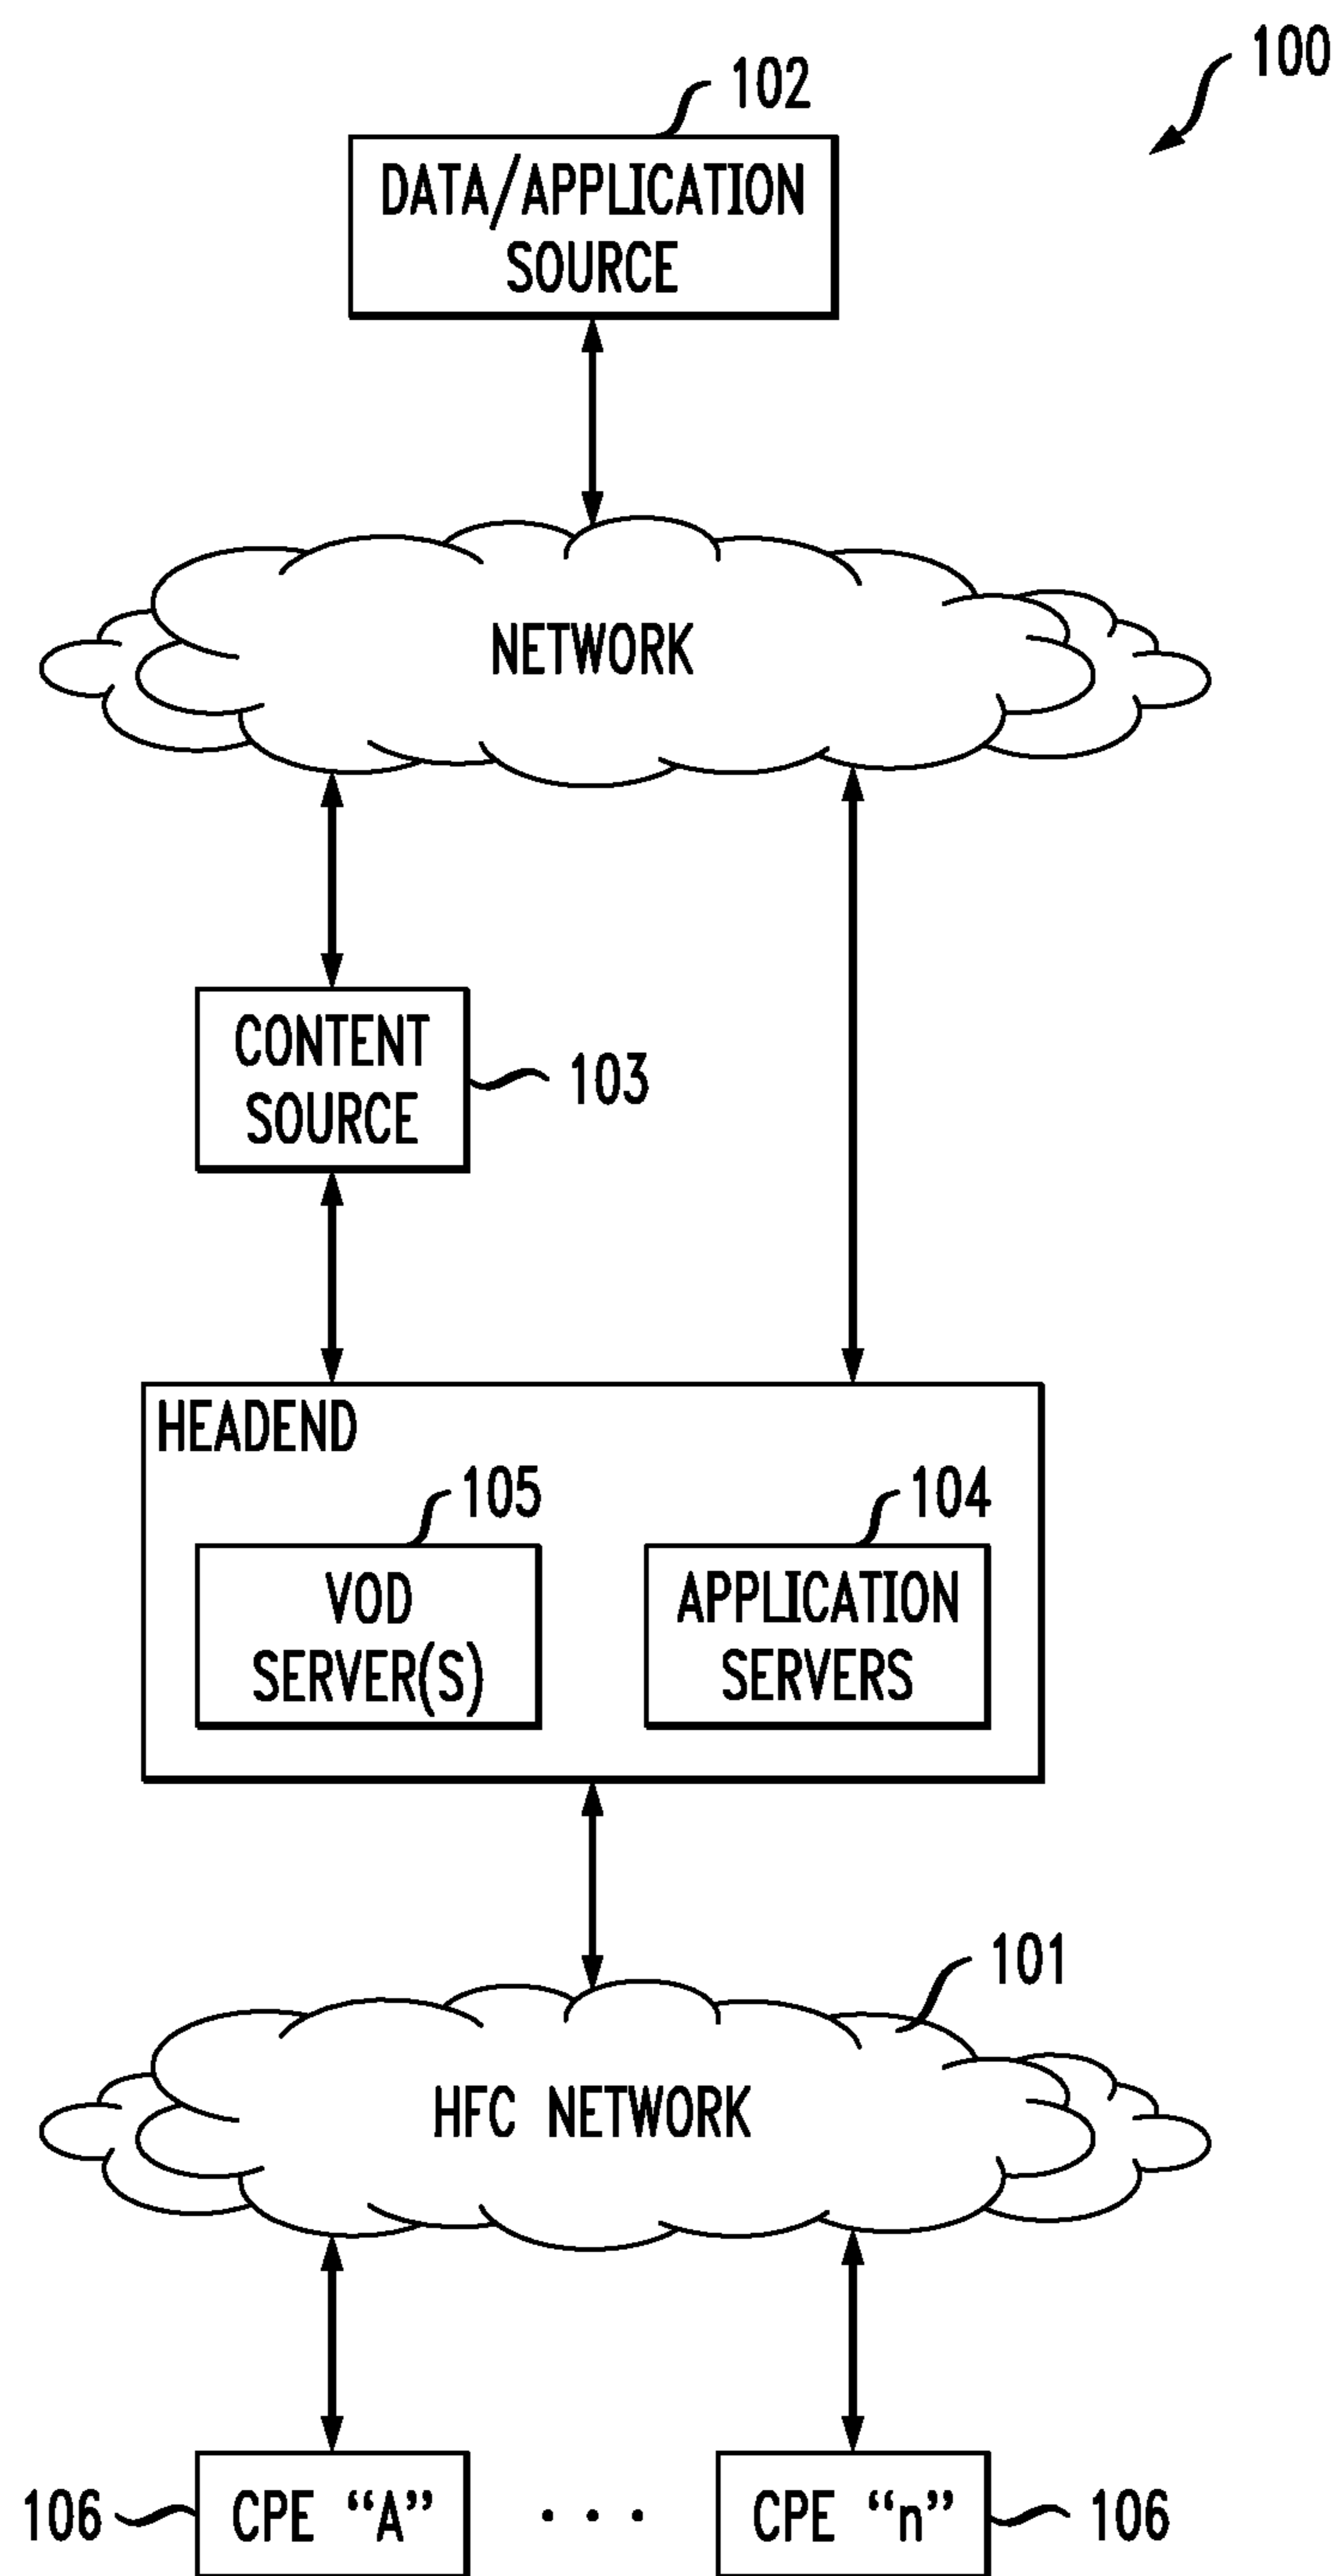 100
102
DATA/APPLICATION
SOURCE
NETWORK
CONTENT
SOURCE
103
HEADEND
105
104
VOD
SERVER(S)
APPLICATION
SERVERS
101
HFC NETWORK
106
CPE “A”
. . .
CPE “n”
106